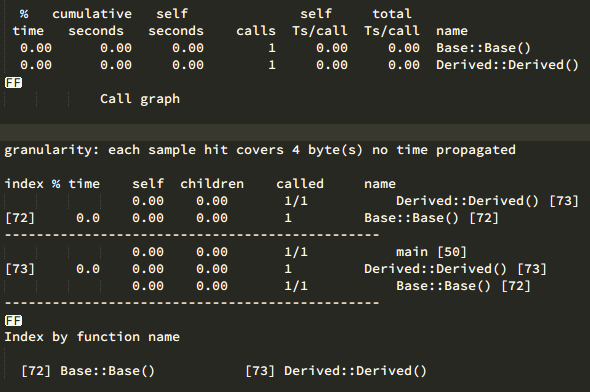 %   cumulative   self              self     total
 time   seconds   seconds    calls  Ts/call  Ts/call  name
  0.00      0.00     0.00        1     0.00     0.00  Base::Base()
  0.00      0.00     0.00        1     0.00     0.00  Derived::Derived()
FF
            Call graph
granularity: each sample hit covers 4 byte(s) no time propagated
index % time    self  children    called     name
                0.00    0.00       1/1           Derived::Derived() [73]
[72]     0.0    0.00    0.00       1         Base::Base() [72]
-----------------------------------------------
                0.00    0.00       1/1           main [50]
[73]     0.0    0.00    0.00       1         Derived::Derived() [73]
                0.00    0.00       1/1           Base::Base() [72]
-----------------------------------------------
FF
Index by function name
  [72] Base::Base()           [73] Derived::Derived()